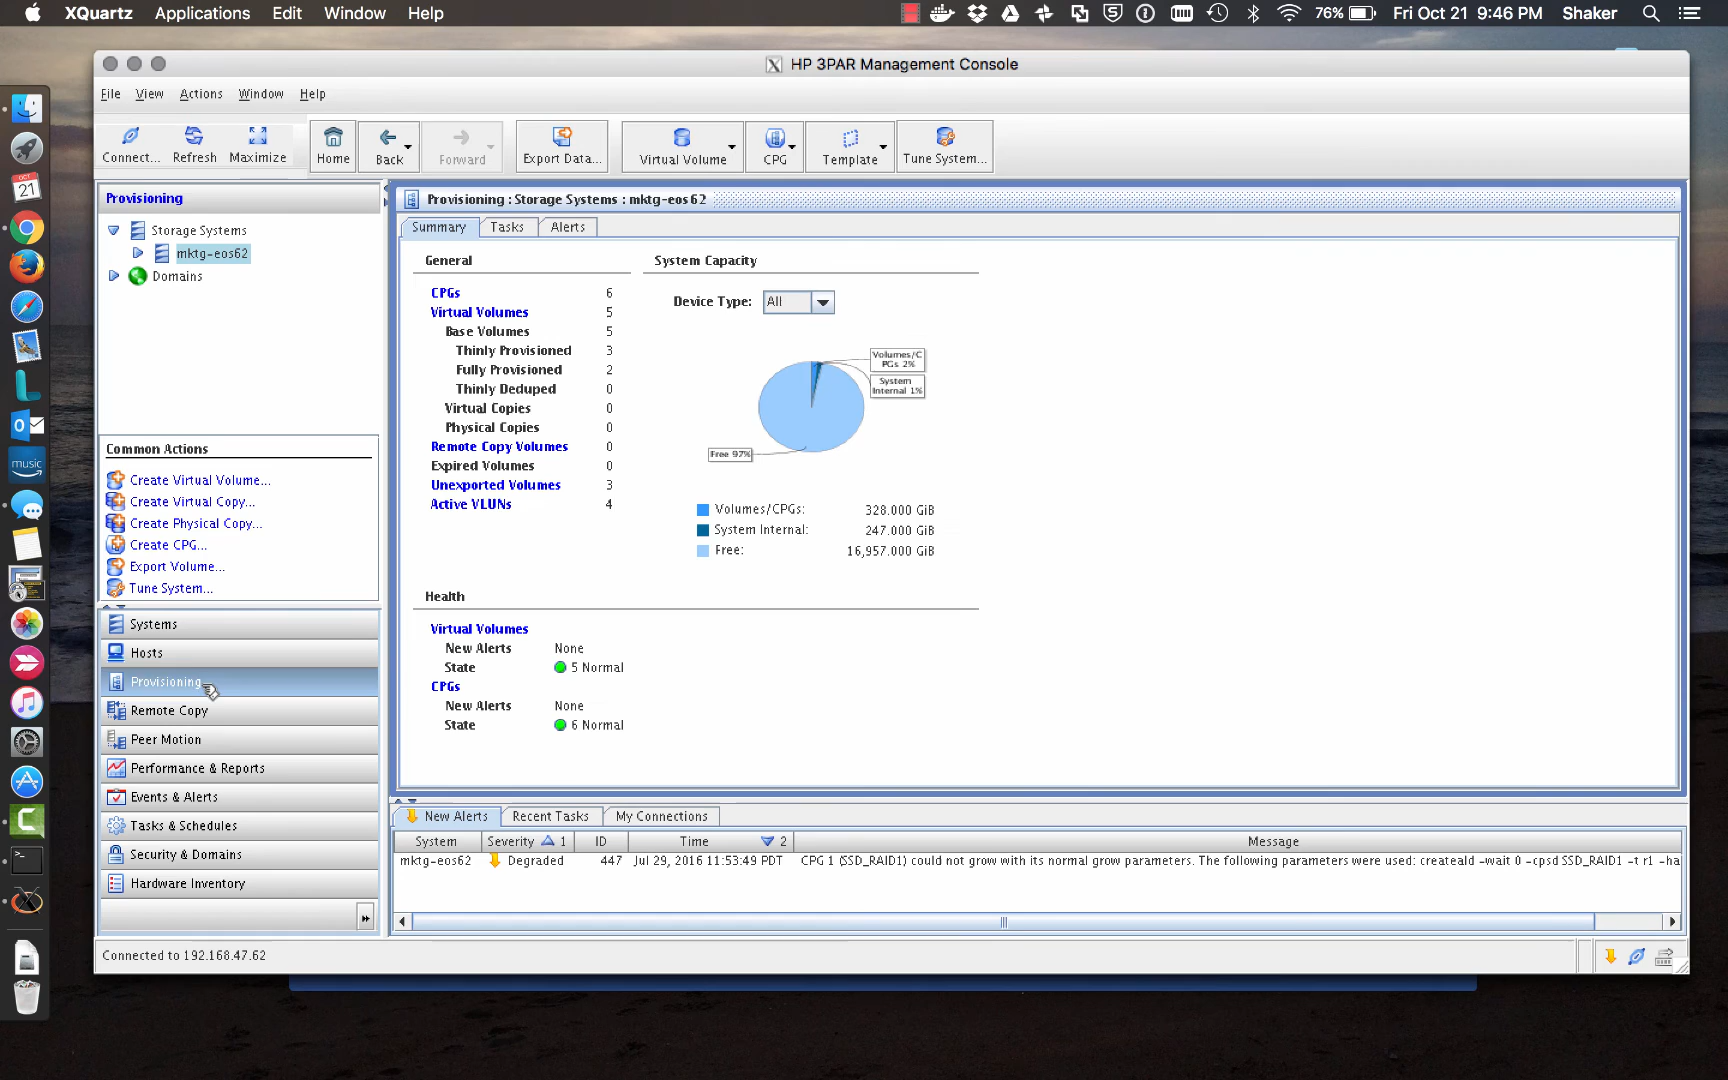 XQuartz Applications Edit Window Help 76% Fri Oct 21 9:46 PM Shaker
HP 3PAR Management Console
File View Actions Window Help
Connect... Refresh Maximize Home Back Forward Export Data... Virtual Volume CPG Template Tune System...
Provisioning
Storage Systems
mktg-eos62
Domains
Common Actions
Create Virtual Volume...
Create Virtual Copy...
Create Physical Copy...
Create CPG...
Export Volume...
Tune System...
Systems
Hosts
Provisioning
Remote Copy
Peer Motion
Performance & Reports
Events & Alerts
Tasks & Schedules
Security & Domains
Hardware Inventory
Provisioning : Storage Systems : mktg-eos62
Summary Tasks Alerts
General
CPGs 6
Virtual Volumes 5
Base Volumes 5
Thinly Provisioned 3
Fully Provisioned 2
Thinly Deduped 0
Virtual Copies 0
Physical Copies 0
Remote Copy Volumes 0
Expired Volumes 0
Unexported Volumes 3
Active VLUNs 4
System Capacity
Device Type: All
Volumes/C
PGs 2%
System
Internal 1%
Free 97%
Volumes/CPGs: 328.000 GiB
System Internal: 247.000 GiB
Free: 16,957.000 GiB
Health
Virtual Volumes
New Alerts None
State 5 Normal
CPGs
New Alerts None
State 6 Normal
New Alerts Recent Tasks My Connections
System Severity 1 ID Time 2 Message
mktg-eos62 Degraded 447 Jul 29, 2016 11:53:49 PDT CPG 1 (SSD_RAID1) could not grow with its normal grow parameters. The following parameters were used: createald -wait 0 -cpsd SSD_RAID1 -t r1 -ha
Connected to 192.168.47.62
OCT
21
music